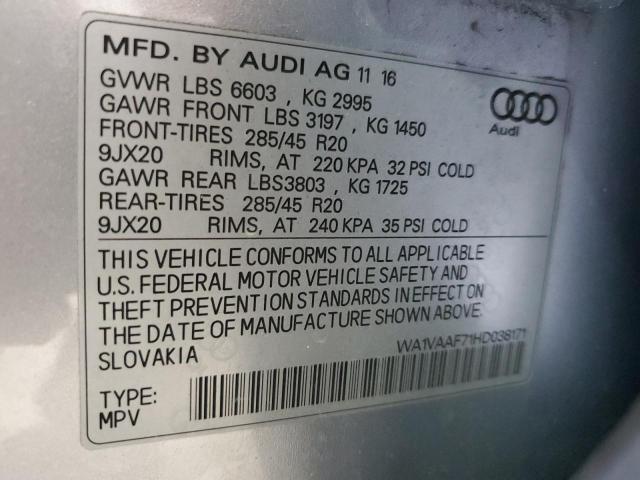 MFD. BY AUDI AG 11 16
GVWR LBS 6603 , KG 2995
GAWR FRONT LBS 3197 , KG 1450
FRONT-TIRES 285/45 R20
9JX20 RIMS, AT 220 KPA 32 PSI COLD
GAWR REAR LBS3803 , KG 1725
REAR-TIRES 285/45 R20
9JX20 RIMS, AT 240 KPA 35 PSI COLD
Audi
THIS VEHICLE CONFORMS TO ALL APPLICABLE
U.S. FEDERAL MOTOR VEHICLE SAFETY AND
THEFT PREVENTION STANDARDS IN EFFECT ON
THE DATE OF MANUFACTURE SHOWN ABOVE.
SLOVAKIA
WA1VAAF71HD038171
TYPE:
MPV